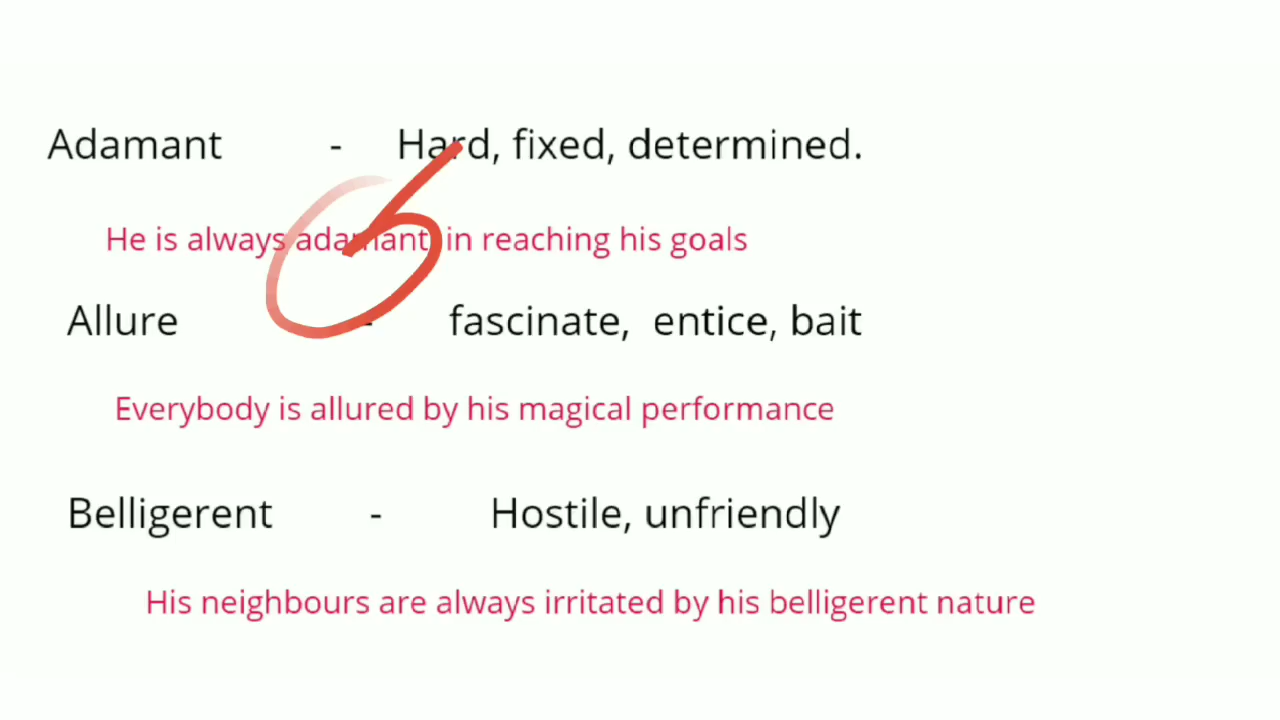 Adamant - Hard, fixed, determined.
He is always adamant in reaching his goals
Allure - fascinate, entice, bait
Everybody is allured by his magical performance
Belligerent - Hostile, unfriendly
His neighbours are always irritated by his belligerent nature